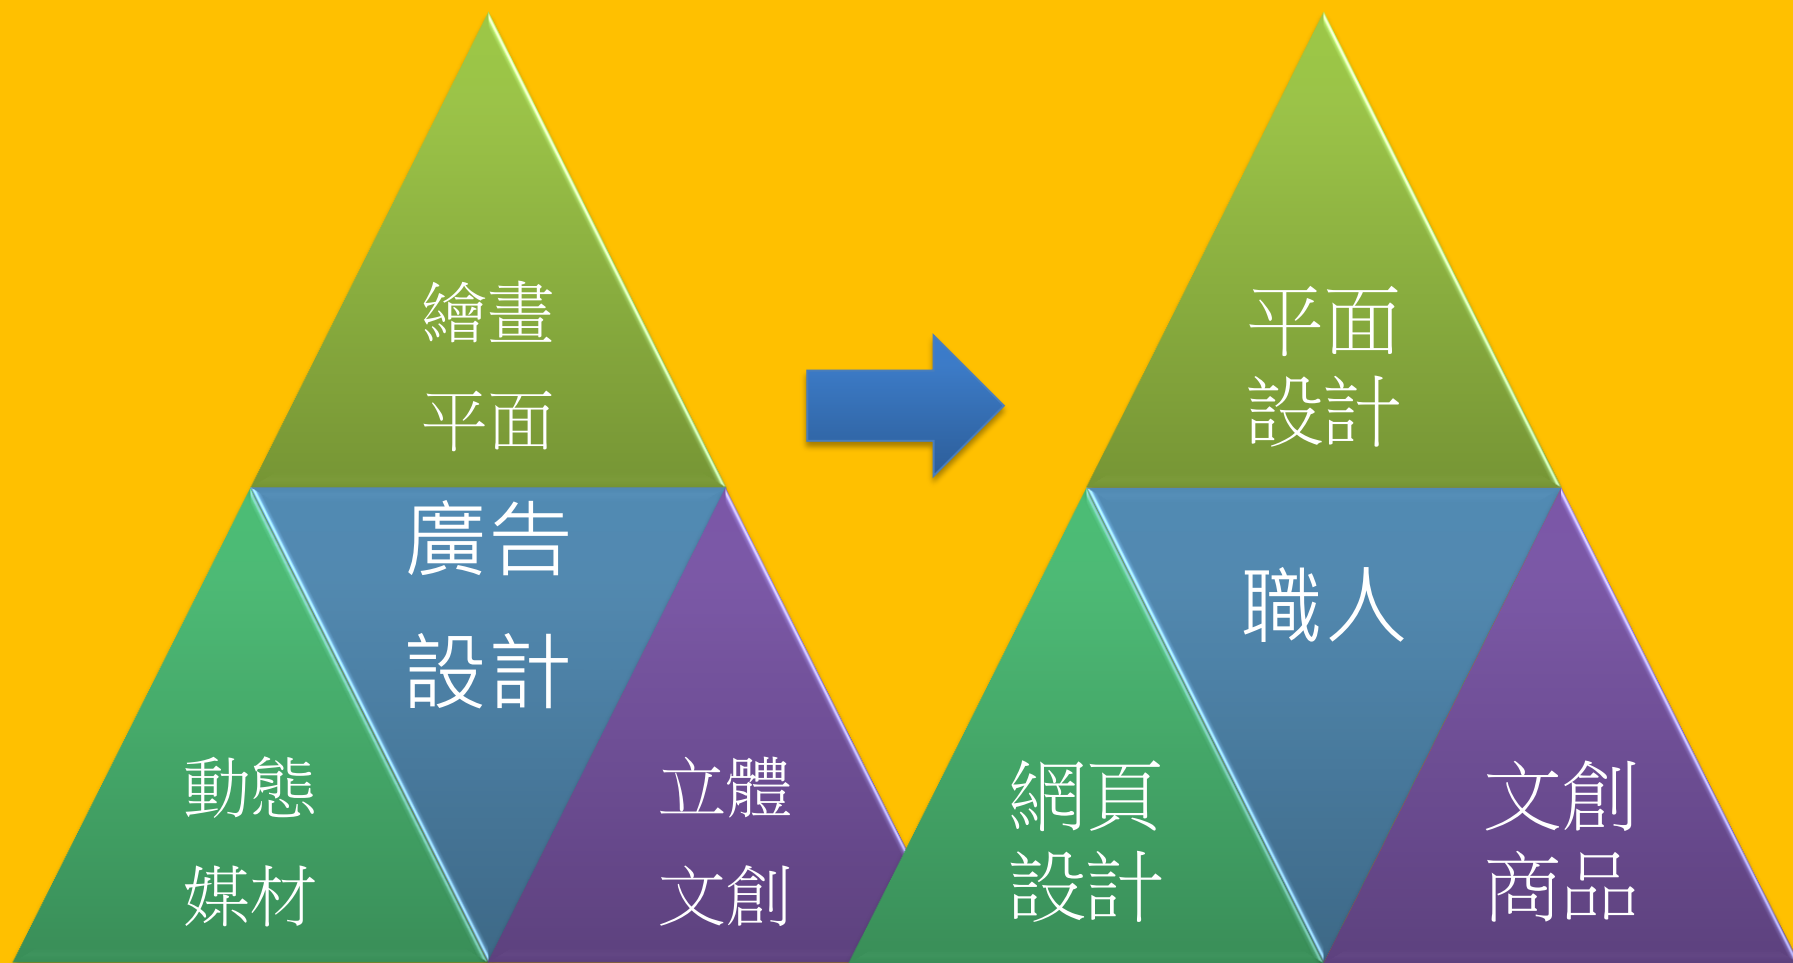 繪畫
平面
廣告
設計
動態
媒材
立體
文創
平面
設計
職人
網頁
設計
文創
商品